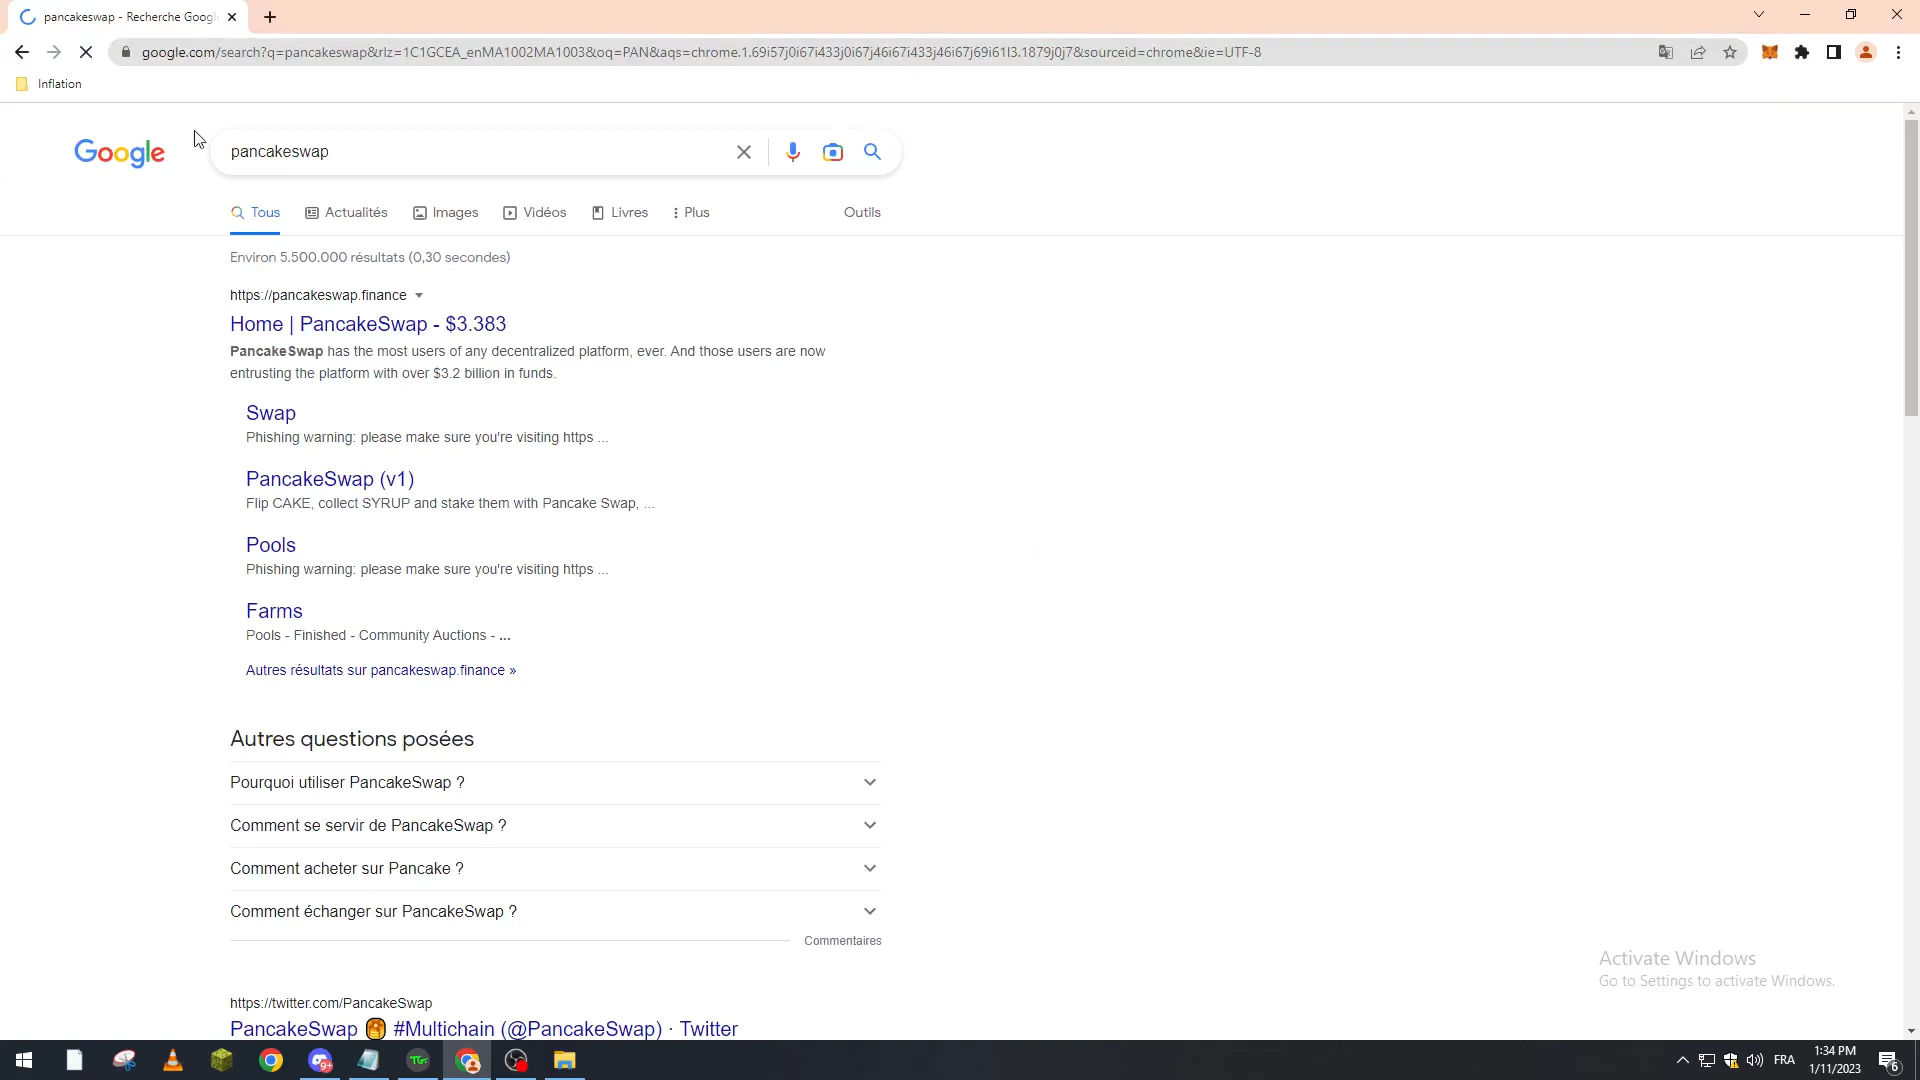 pancakeswap - Recherche Googl
google.com/search?q=pancakeswap&rlz=1C1GCEA_enMA1002MA1003&oq=PAN&aqs=chrome.1.69i57j0i67i433j0i67j46i67i433j46i67j69i61l3.1879j0j7&sourceid=chrome&ie=UTF-8
Inflation
Google
pancakeswap
Tous
Actualités
Images
Vidéos
Livres
Plus
Outils
Environ 5.500.000 résultats (0,30 secondes)
https://pancakeswap.finance
Home | PancakeSwap - $3.383
PancakeSwap has the most users of any decentralized platform, ever. And those users are now
entrusting the platform with over $3.2 billion in funds.
Swap
Phishing warning: please make sure you're visiting https ...
PancakeSwap (v1)
Flip CAKE, collect SYRUP and stake them with Pancake Swap, ...
Pools
Phishing warning: please make sure you're visiting https ...
Farms
Pools - Finished - Community Auctions - ...
Autres résultats sur pancakeswap.finance »
Autres questions posées
Pourquoi utiliser PancakeSwap ?
Comment se servir de PancakeSwap ?
Comment acheter sur Pancake ?
Comment échanger sur PancakeSwap ?
Commentaires
Activate Windows
Go to Settings to activate Windows.
https://twitter.com/PancakeSwap
PancakeSwap 🥞 #Multichain (@PancakeSwap) · Twitter
9+
TG
FRA
1:34 PM
1/11/2023
6